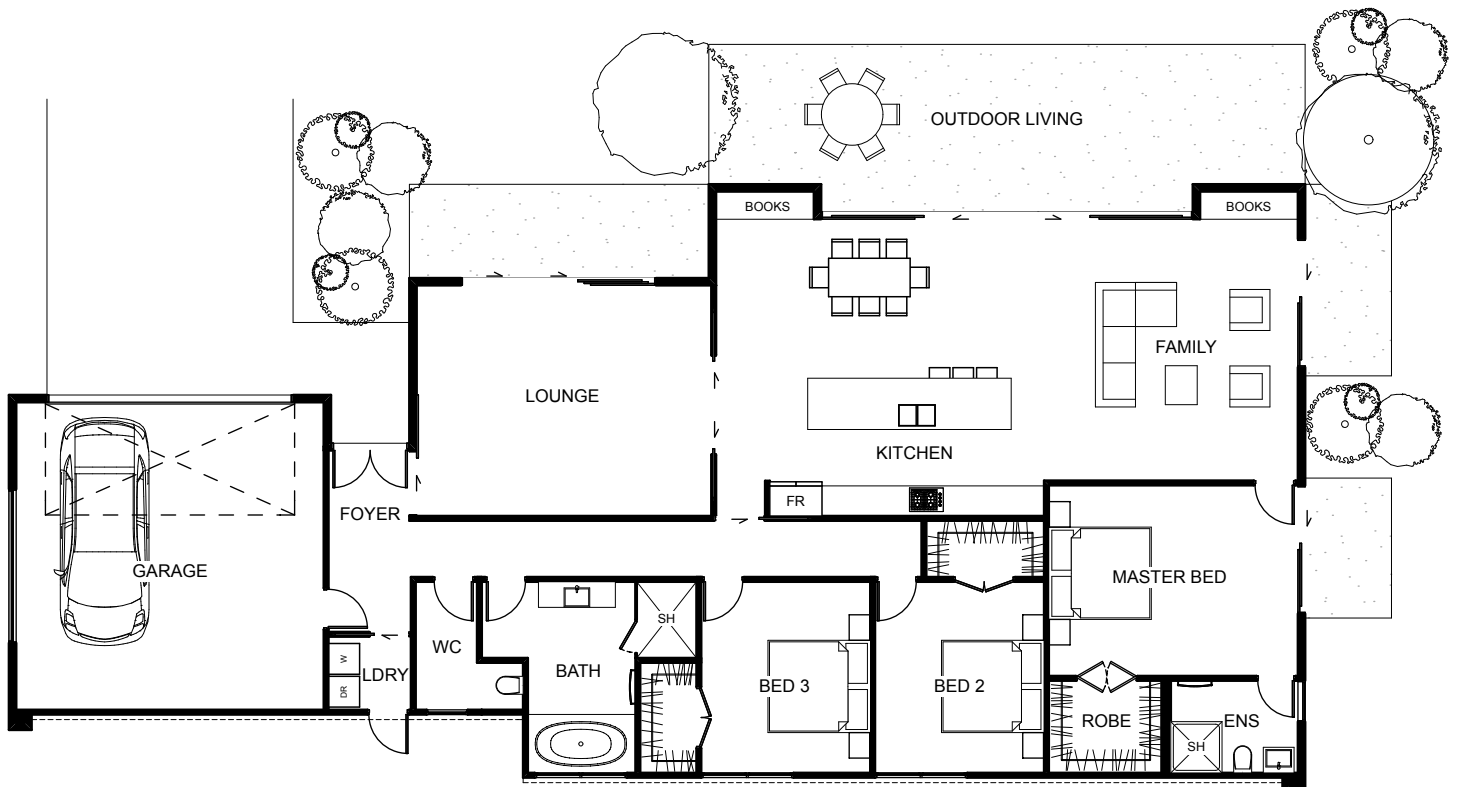 OUTDOOR LIVING
BOOKS
BOOKS
FAMILY
LOUNGE
KITCHEN
FR
FOYER
GARAGE
MASTER BED
SH
WC
W
LDRY
DR
BATH
BED 3
BED 2
ROBE
ENS
SH